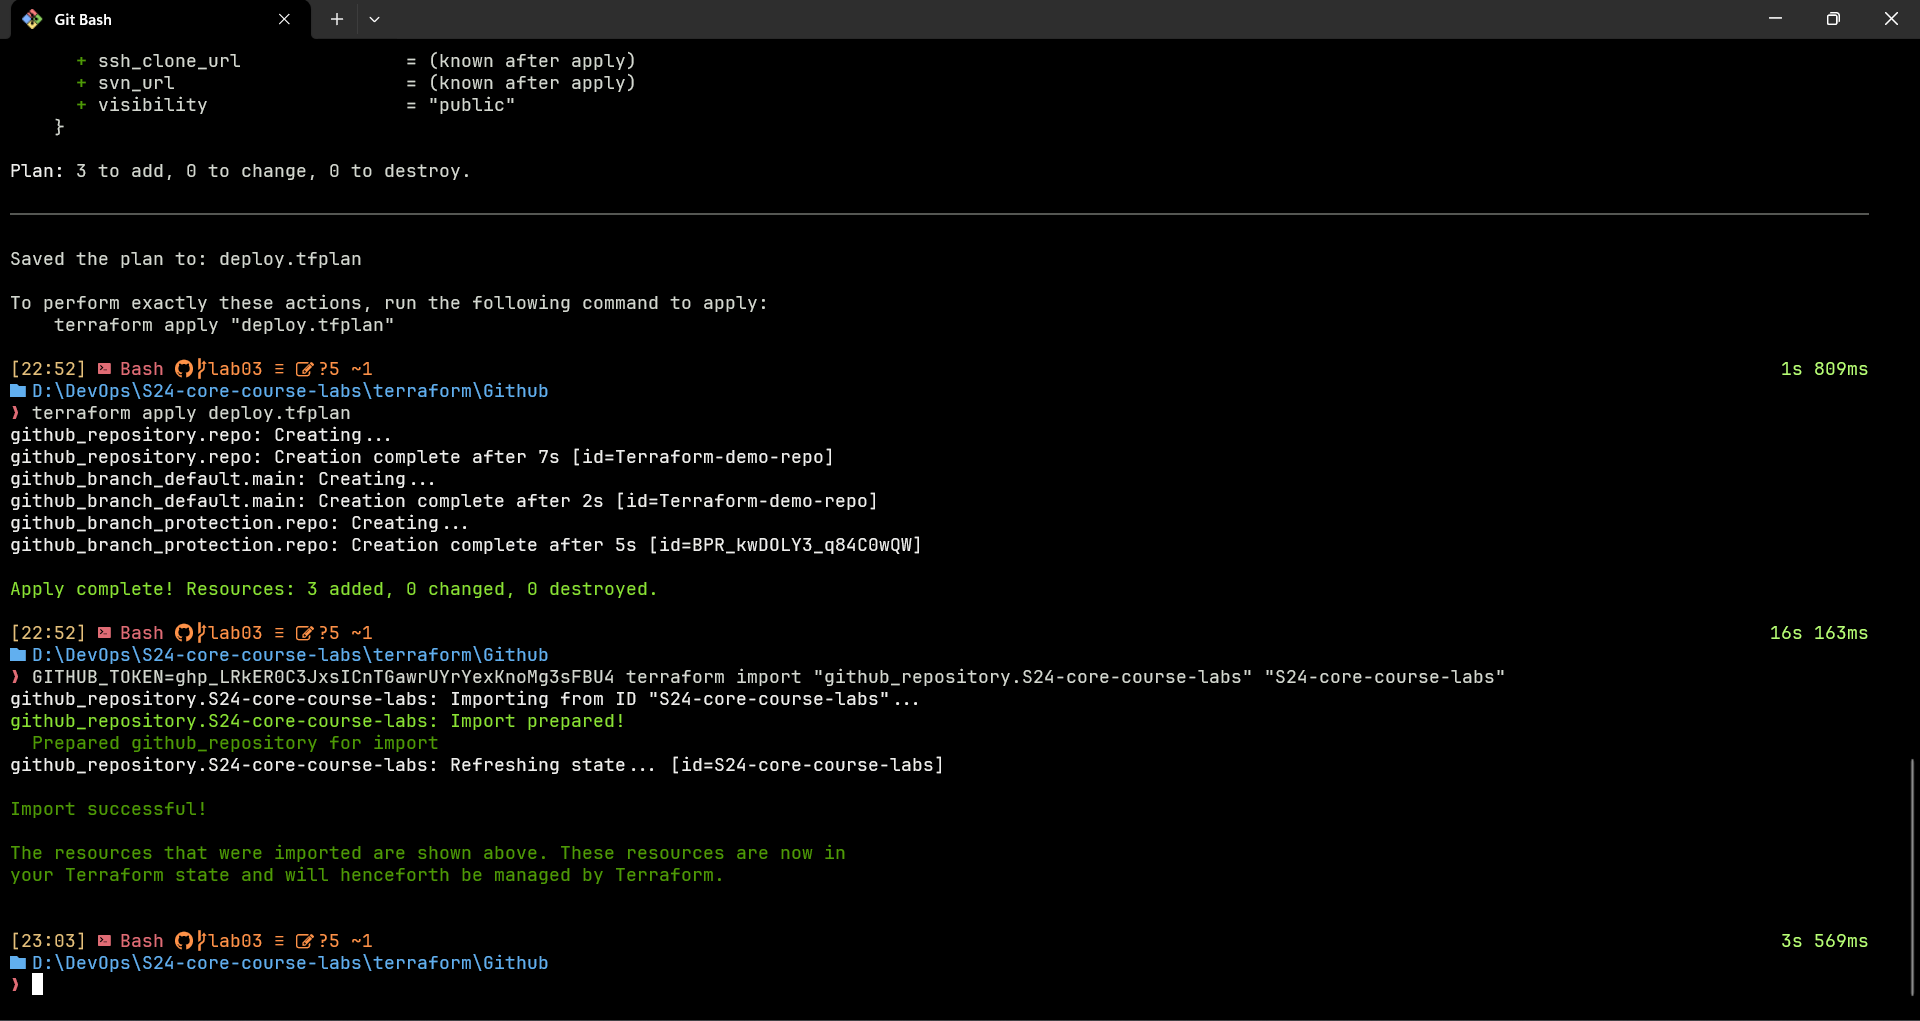 Git Bash
+ ssh_clone_url = (known after apply)
+ svn_url = (known after apply)
+ visibility = "public"
}
Plan: 3 to add, 0 to change, 0 to destroy.
Saved the plan to: deploy.tfplan
To perform exactly these actions, run the following command to apply:
terraform apply "deploy.tfplan"
[22:52] Bash lab03 ≡ ?5 ~1 1s 809ms
D:\DevOps\S24-core-course-labs\terraform\Github
❯ terraform apply deploy.tfplan
github_repository.repo: Creating...
github_repository.repo: Creation complete after 7s [id=Terraform-demo-repo]
github_branch_default.main: Creating...
github_branch_default.main: Creation complete after 2s [id=Terraform-demo-repo]
github_branch_protection.repo: Creating...
github_branch_protection.repo: Creation complete after 5s [id=BPR_kwDOLY3_q84C0wQW]
Apply complete! Resources: 3 added, 0 changed, 0 destroyed.
[22:52] Bash lab03 ≡ ?5 ~1 16s 163ms
D:\DevOps\S24-core-course-labs\terraform\Github
❯ GITHUB_TOKEN=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 terraform import "github_repository.S24-core-course-labs" "S24-core-course-labs"
github_repository.S24-core-course-labs: Importing from ID "S24-core-course-labs"...
github_repository.S24-core-course-labs: Import prepared!
Prepared github_repository for import
github_repository.S24-core-course-labs: Refreshing state... [id=S24-core-course-labs]
Import successful!
The resources that were imported are shown above. These resources are now in
your Terraform state and will henceforth be managed by Terraform.
[23:03] Bash lab03 ≡ ?5 ~1 3s 569ms
D:\DevOps\S24-core-course-labs\terraform\Github
❯